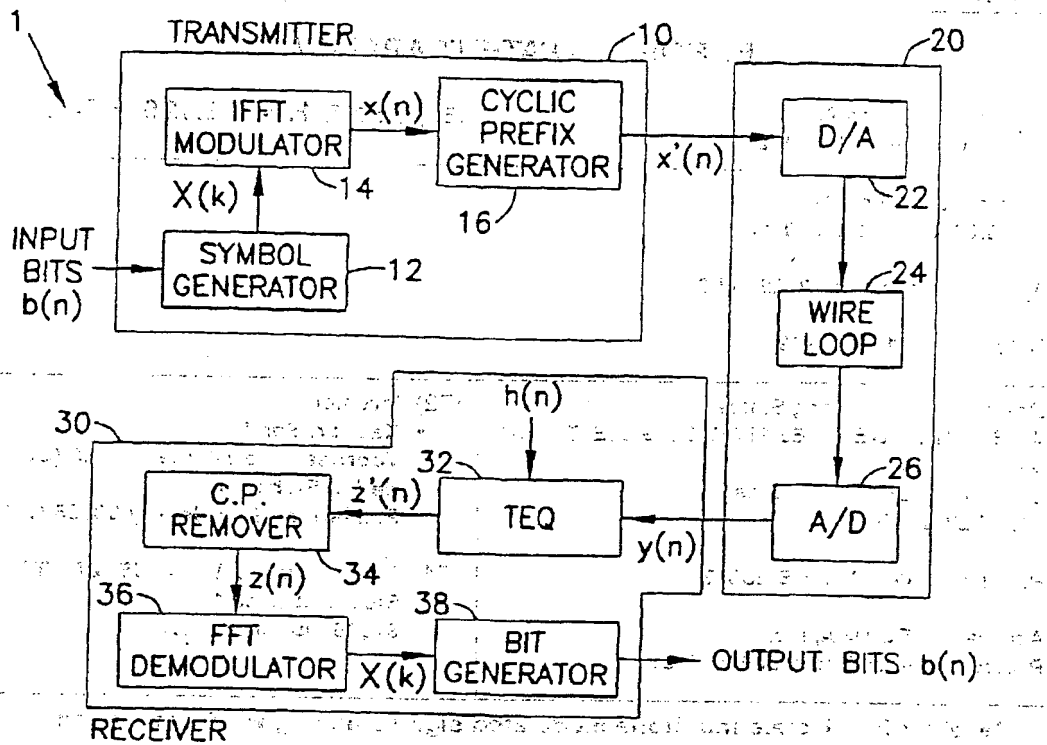 1
TRANSMITTER
10
20
IFFT
MODULATOR
14
x(n)
CYCLIC
PREFIX
GENERATOR
16
x'(n)
D/A
22
X(k)
INPUT
BITS
b(n)
SYMBOL
GENERATOR
12
24
WIRE
LOOP
h(n)
30
32
26
C.P.
REMOVER
34
z'(n)
TEQ
y(n)
A/D
z(n)
36
38
FFT
DEMODULATOR
X(k)
BIT
GENERATOR
OUTPUT BITS b(n)
RECEIVER